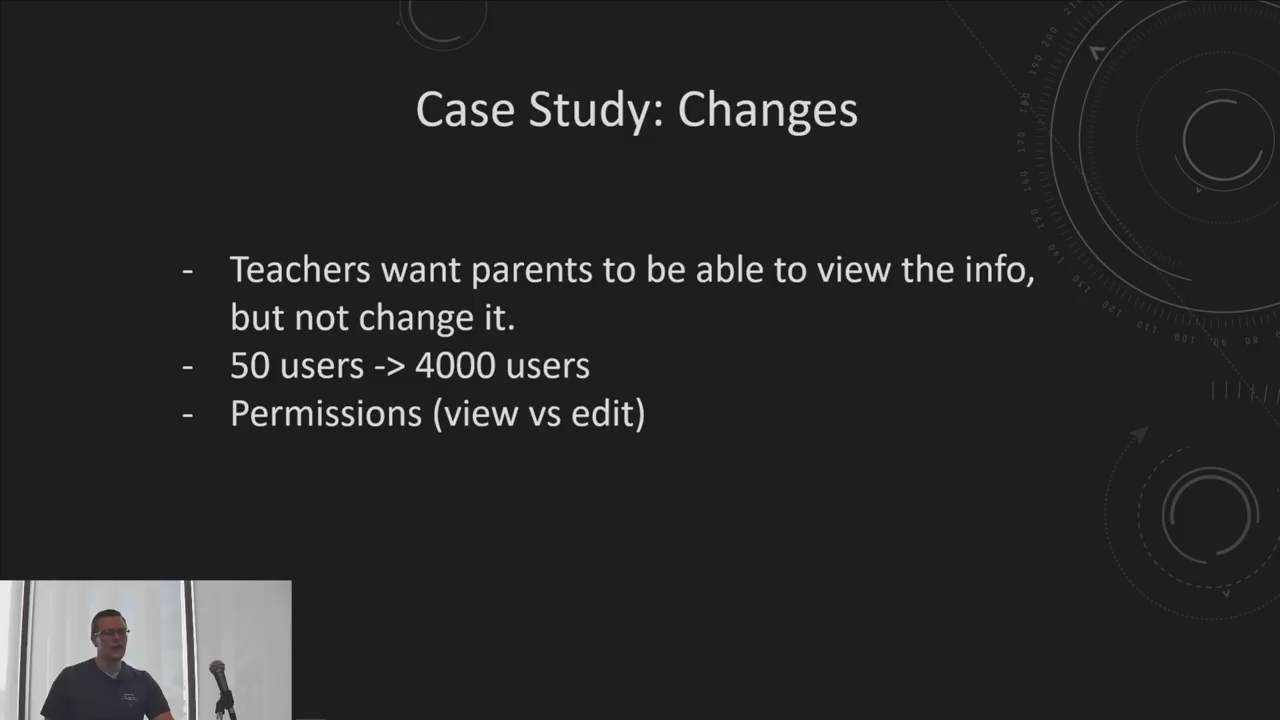 Case Study: Changes
- Teachers want parents to be able to view the info,
but not change it.
- 50 users -> 4000 users
- Permissions (view vs edit)